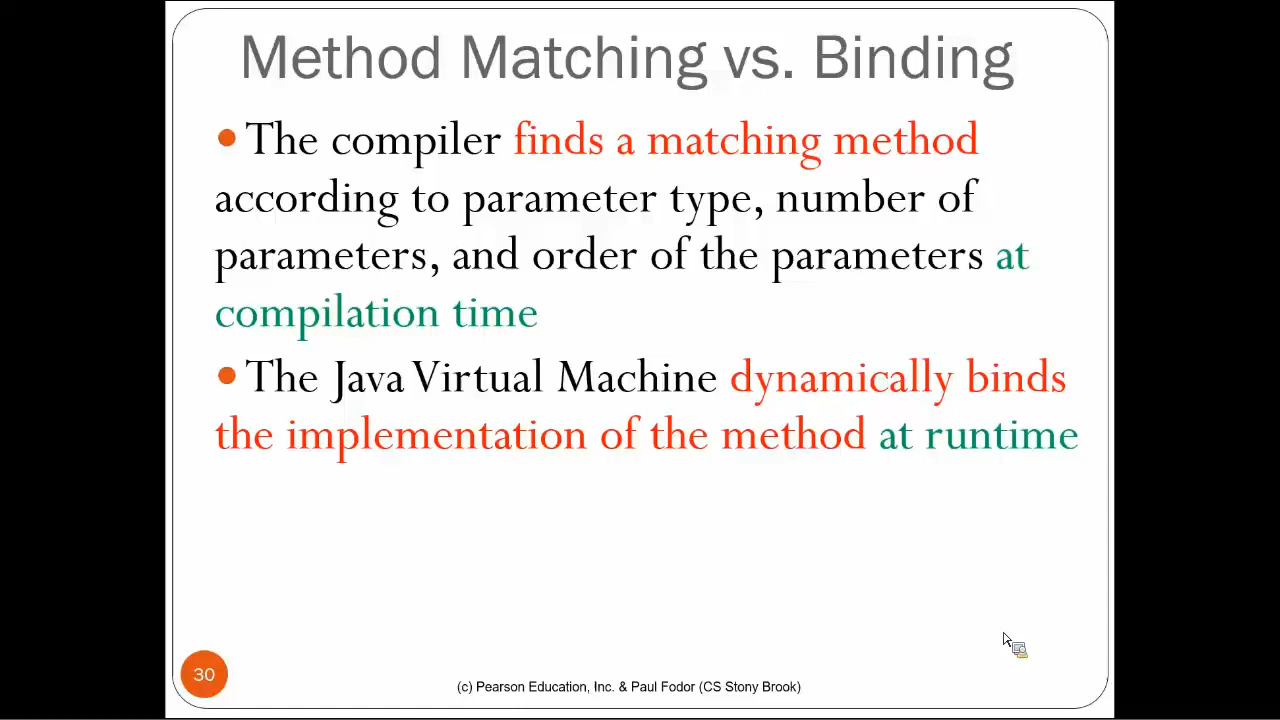 Method Matching vs. Binding
The compiler finds a matching method
according to parameter type, number of
parameters, and order of the parameters at
compilation time
The Java Virtual Machine dynamically binds
the implementation of the method at runtime
30
(c) Pearson Education, Inc. & Paul Fodor (CS Stony Brook)